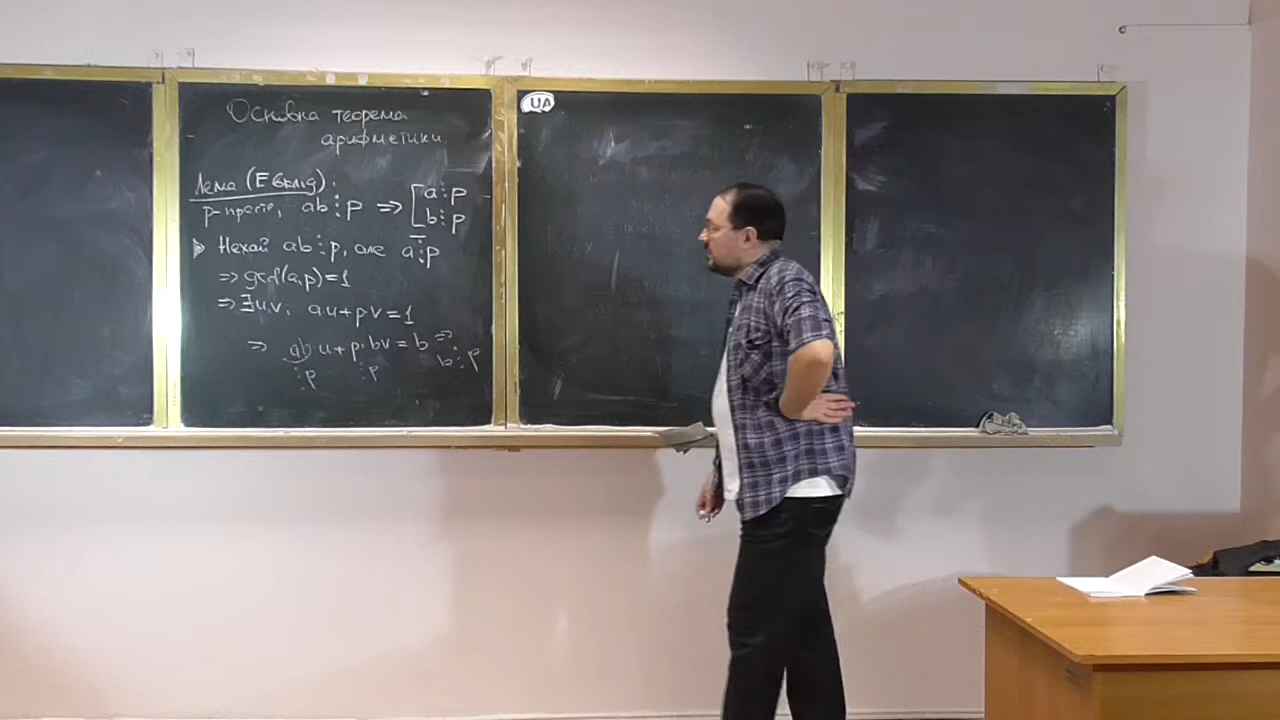 Основна теорема
арифметики
Лема (Евклід):
p-просте, ab⋮p ⇒ [a⋮p
b⋮p
Нехай ab⋮p, але a⋮̅p
⇒ gcd(a,p)=1
⇒ ∃u,v: au+pv=1
⇒ ab·u+p·bv=b ⇒
⋮p ⋮p b⋮p
UA